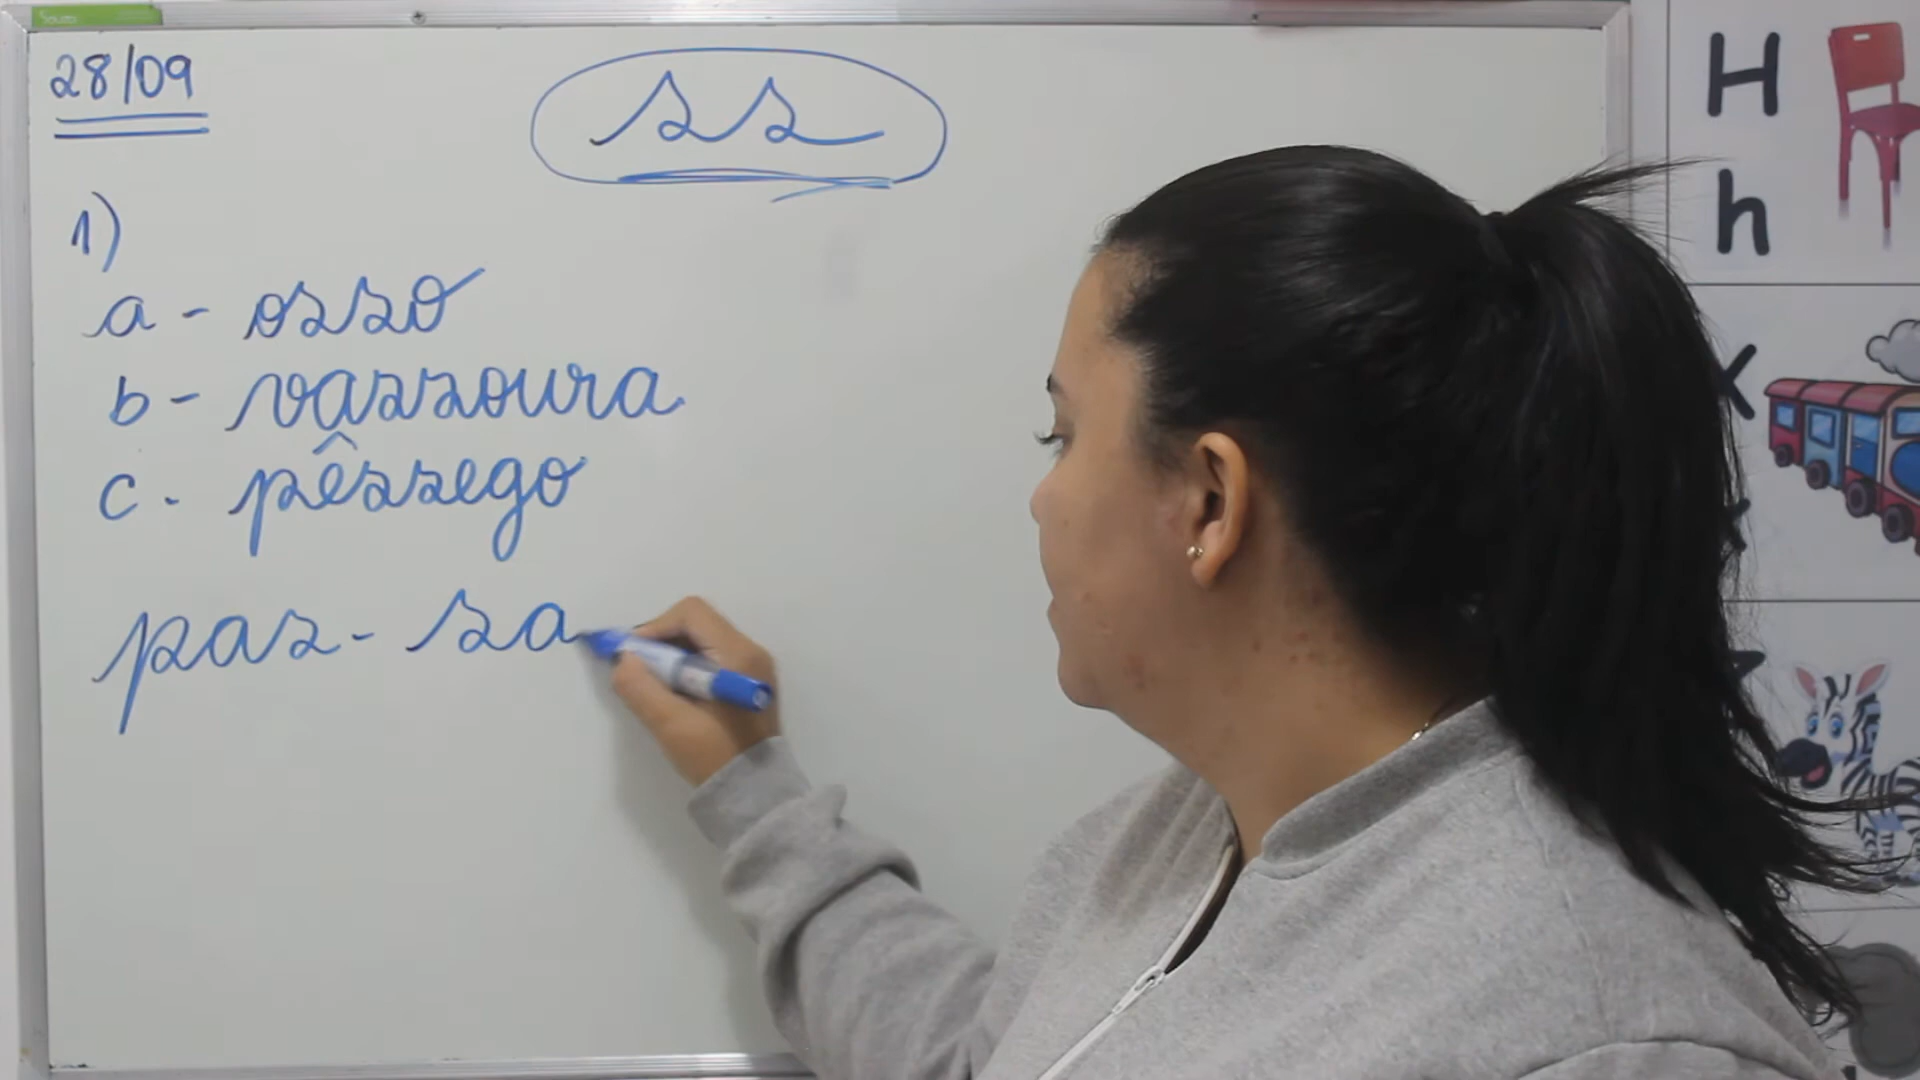 28/09
ss
1)
a - osso
b - vassoura
c - pêssego
pas - sa
H
h